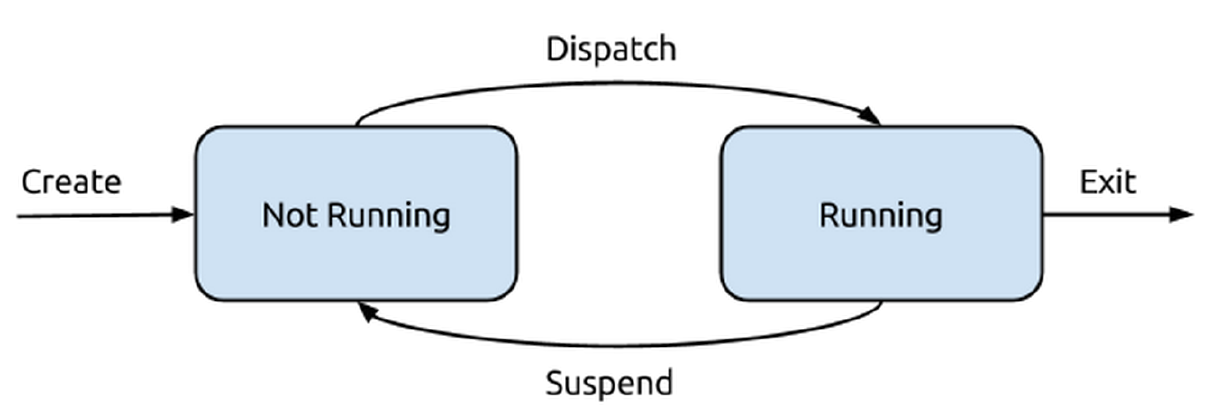 Dispatch
Create
Not Running
Running
Exit
Suspend